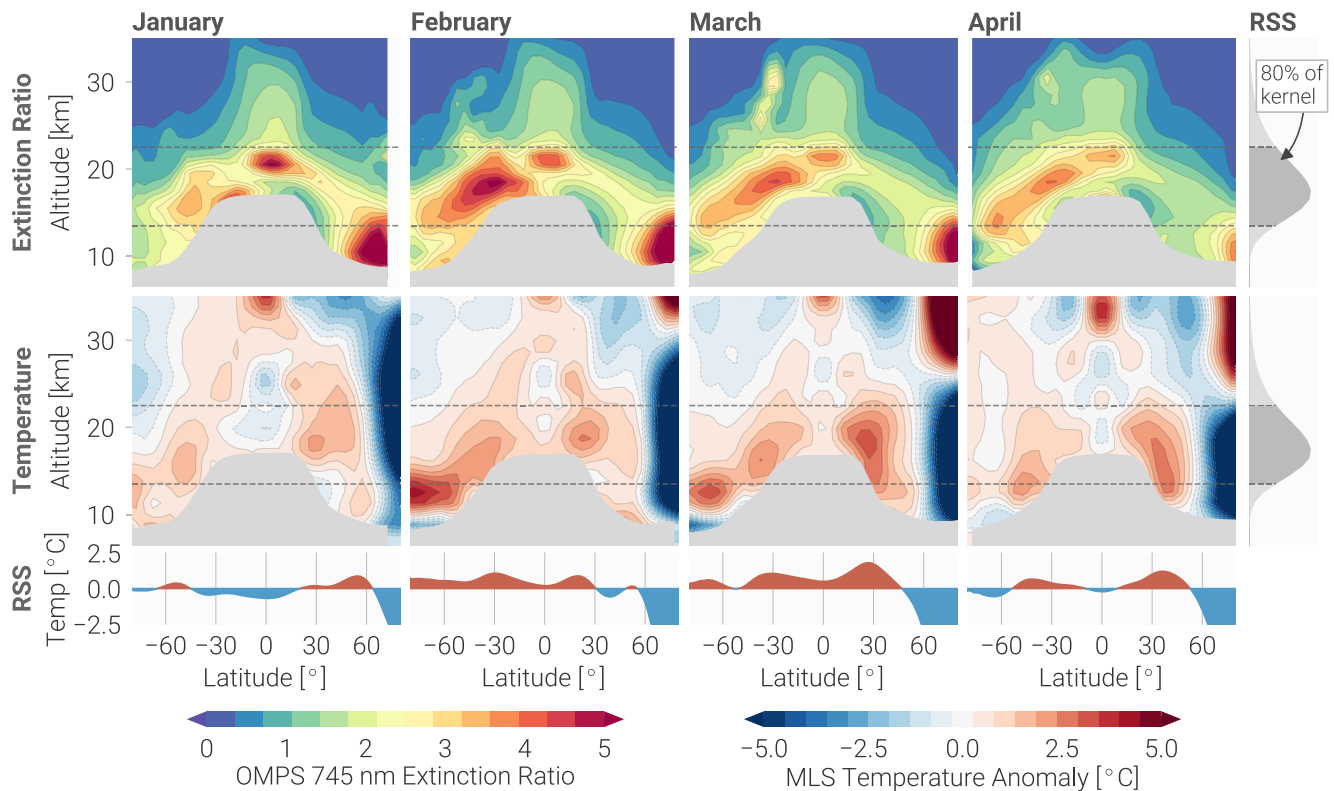 January
February
March
April
RSS
Extinction Ratio
Altitude [km]
30
20
10
80% of
kernel
Temperature
Altitude [km]
30
20
10
RSS
Temp [°C]
2.5
0.0
−2.5
−60 −30 0 30 60
−60 −30 0 30 60
−60 −30 0 30 60
−60 −30 0 30 60
Latitude [°]
Latitude [°]
Latitude [°]
Latitude [°]
0 1 2 3 4 5
OMPS 745 nm Extinction Ratio
−5.0 −2.5 0.0 2.5 5.0
MLS Temperature Anomaly [°C]